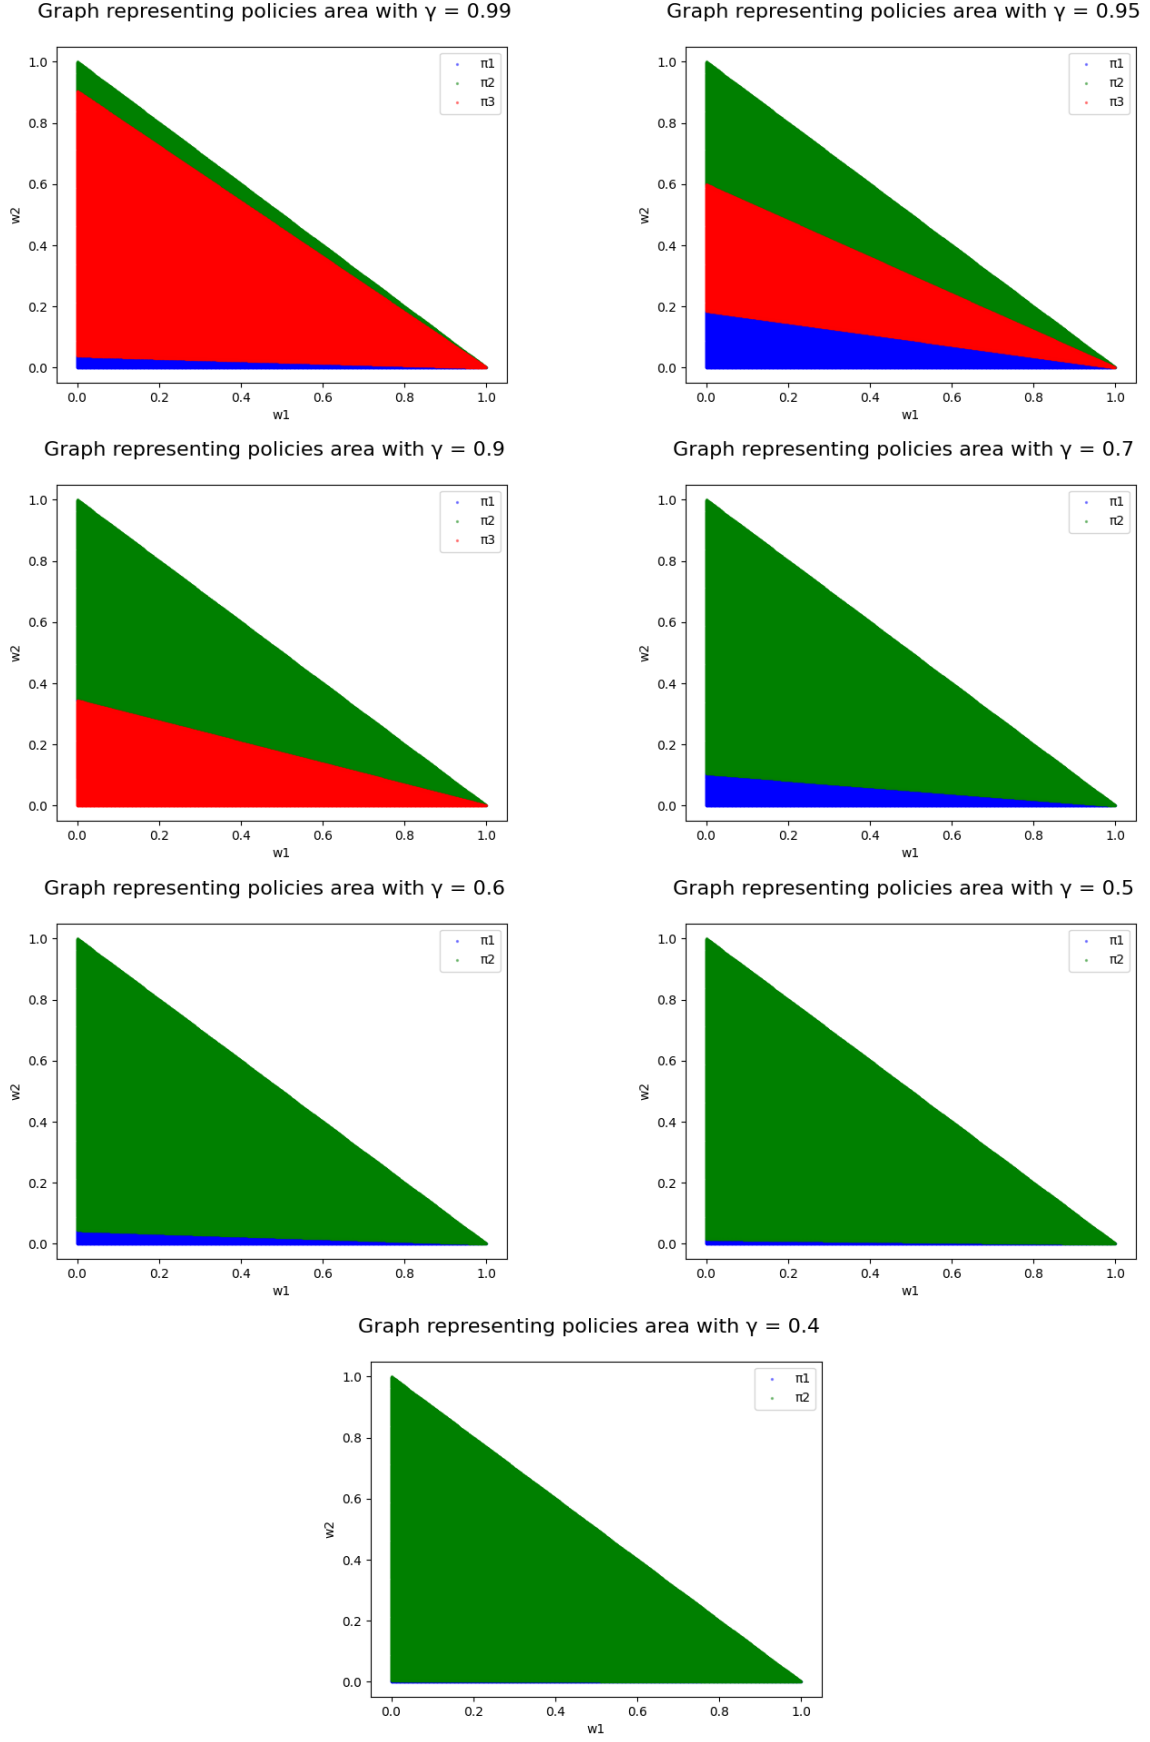 Graph representing policies area with γ = 0.99
π1
π2
π3
1.0
0.8
0.6
0.4
0.2
0.0
w2
0.0 0.2 0.4 0.6 0.8 1.0
w1
Graph representing policies area with γ = 0.95
π1
π2
π3
1.0
0.8
0.6
0.4
0.2
0.0
w2
0.0 0.2 0.4 0.6 0.8 1.0
w1
Graph representing policies area with γ = 0.9
π1
π2
π3
1.0
0.8
0.6
0.4
0.2
0.0
w2
0.0 0.2 0.4 0.6 0.8 1.0
w1
Graph representing policies area with γ = 0.7
π1
π2
1.0
0.8
0.6
0.4
0.2
0.0
w2
0.0 0.2 0.4 0.6 0.8 1.0
w1
Graph representing policies area with γ = 0.6
π1
π2
1.0
0.8
0.6
0.4
0.2
0.0
w2
0.0 0.2 0.4 0.6 0.8 1.0
w1
Graph representing policies area with γ = 0.5
π1
π2
1.0
0.8
0.6
0.4
0.2
0.0
w2
0.0 0.2 0.4 0.6 0.8 1.0
w1
Graph representing policies area with γ = 0.4
π1
π2
1.0
0.8
0.6
0.4
0.2
0.0
w2
0.0 0.2 0.4 0.6 0.8 1.0
w1